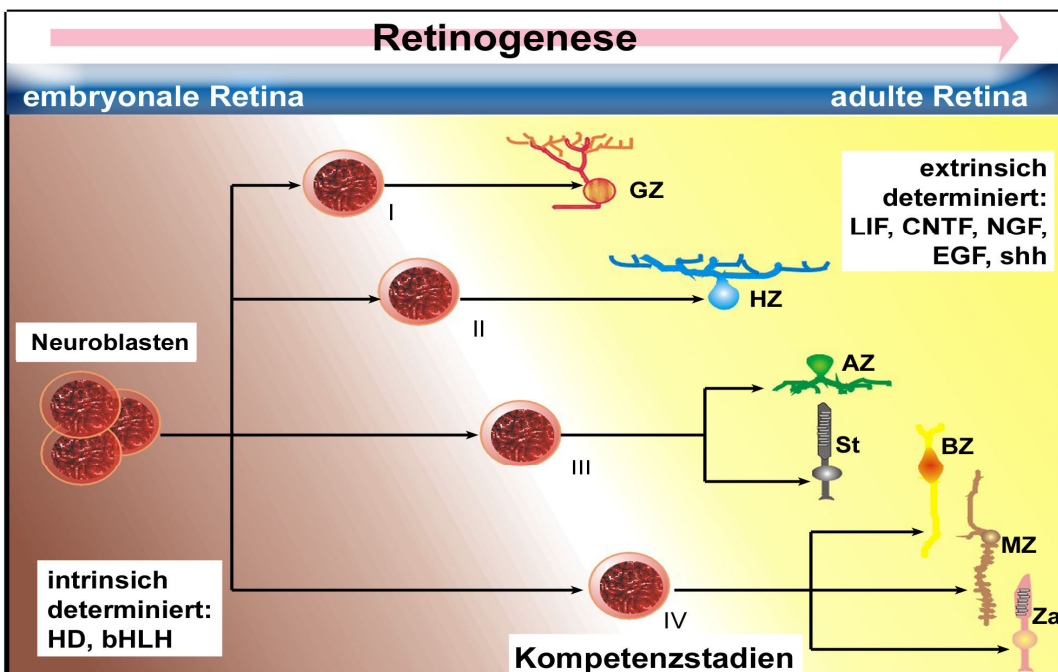 Retinogenese
embryonale Retina
adulte Retina
GZ
I
extrinsich
determiniert:
LIF, CNTF, NGF,
EGF, shh
HZ
II
Neuroblasten
AZ
St
III
BZ
MZ
intrinsich
determiniert:
HD, bHLH
IV
Za
Kompetenzstadien